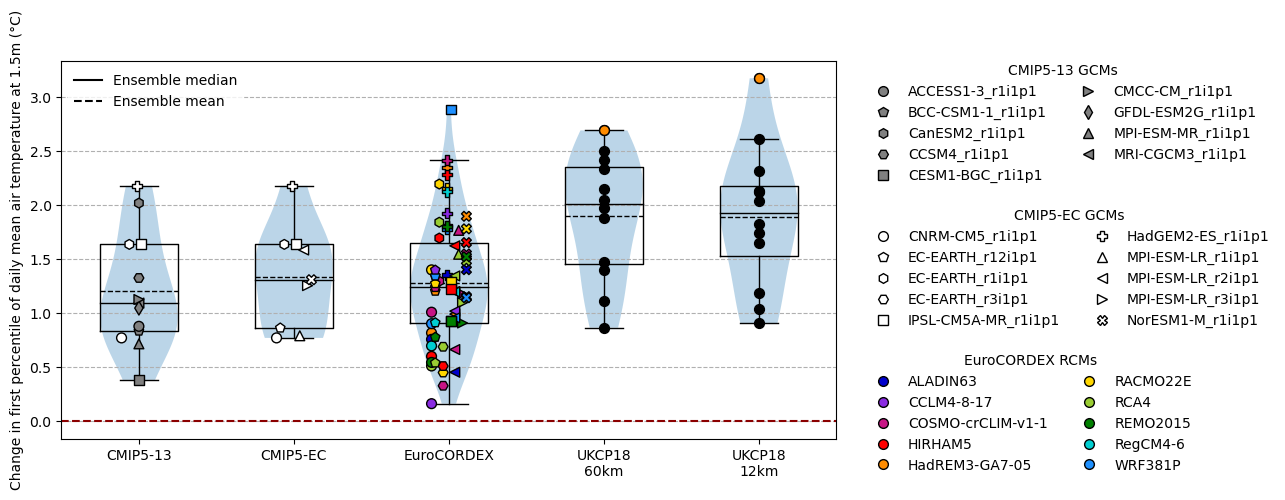 Change in first percentile of daily mean air temperature at 1.5m (°C)
3.0
2.5
2.0
1.5
1.0
0.5
0.0
Ensemble median
Ensemble mean
CMIP5-13
CMIP5-EC
EuroCORDEX
UKCP18
60km
UKCP18
12km
CMIP5-13 GCMs
ACCESS1-3_r1i1p1
BCC-CSM1-1_r1i1p1
CanESM2_r1i1p1
CCSM4_r1i1p1
CESM1-BGC_r1i1p1
CMCC-CM_r1i1p1
GFDL-ESM2G_r1i1p1
MPI-ESM-MR_r1i1p1
MRI-CGCM3_r1i1p1
CMIP5-EC GCMs
CNRM-CM5_r1i1p1
EC-EARTH_r12i1p1
EC-EARTH_r1i1p1
EC-EARTH_r3i1p1
IPSL-CM5A-MR_r1i1p1
HadGEM2-ES_r1i1p1
MPI-ESM-LR_r1i1p1
MPI-ESM-LR_r2i1p1
MPI-ESM-LR_r3i1p1
NorESM1-M_r1i1p1
EuroCORDEX RCMs
ALADIN63
CCLM4-8-17
COSMO-crCLIM-v1-1
HIRHAM5
HadREM3-GA7-05
RACMO22E
RCA4
REMO2015
RegCM4-6
WRF381P